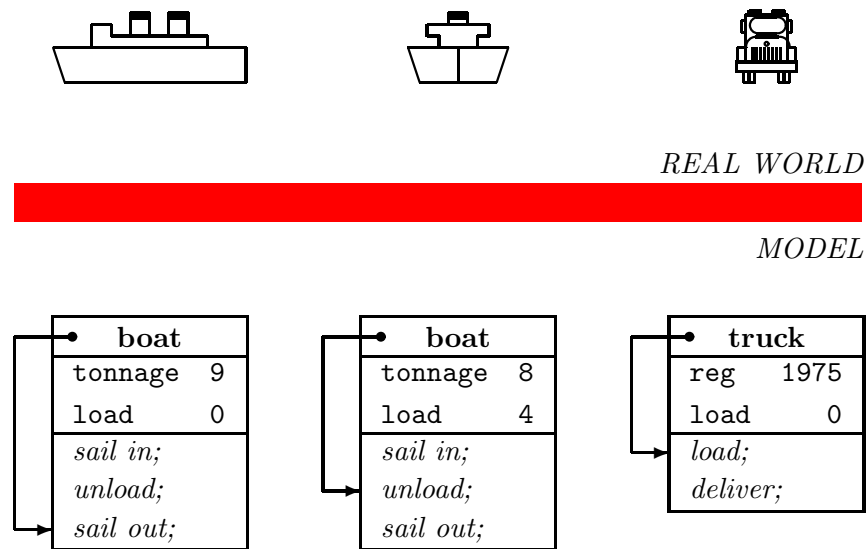 REAL WORLD
MODEL
boat
tonnage 9
load 0
sail in;
unload;
sail out;
boat
tonnage 8
load 4
sail in;
unload;
sail out;
truck
reg 1975
load 0
load;
deliver;